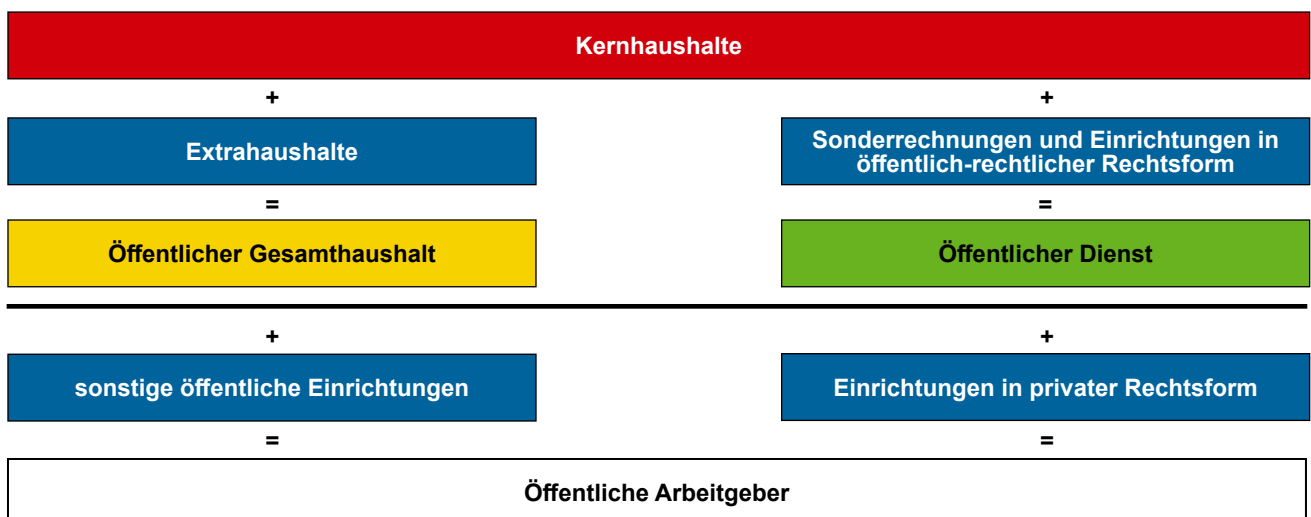 Kernhaushalte
+ +
Extrahaushalte
Sonderrechnungen und Einrichtungen in
öffentlich-rechtlicher Rechtsform
= =
Öffentlicher Gesamthaushalt
Öffentlicher Dienst
+ +
sonstige öffentliche Einrichtungen
Einrichtungen in privater Rechtsform
= =
Öffentliche Arbeitgeber